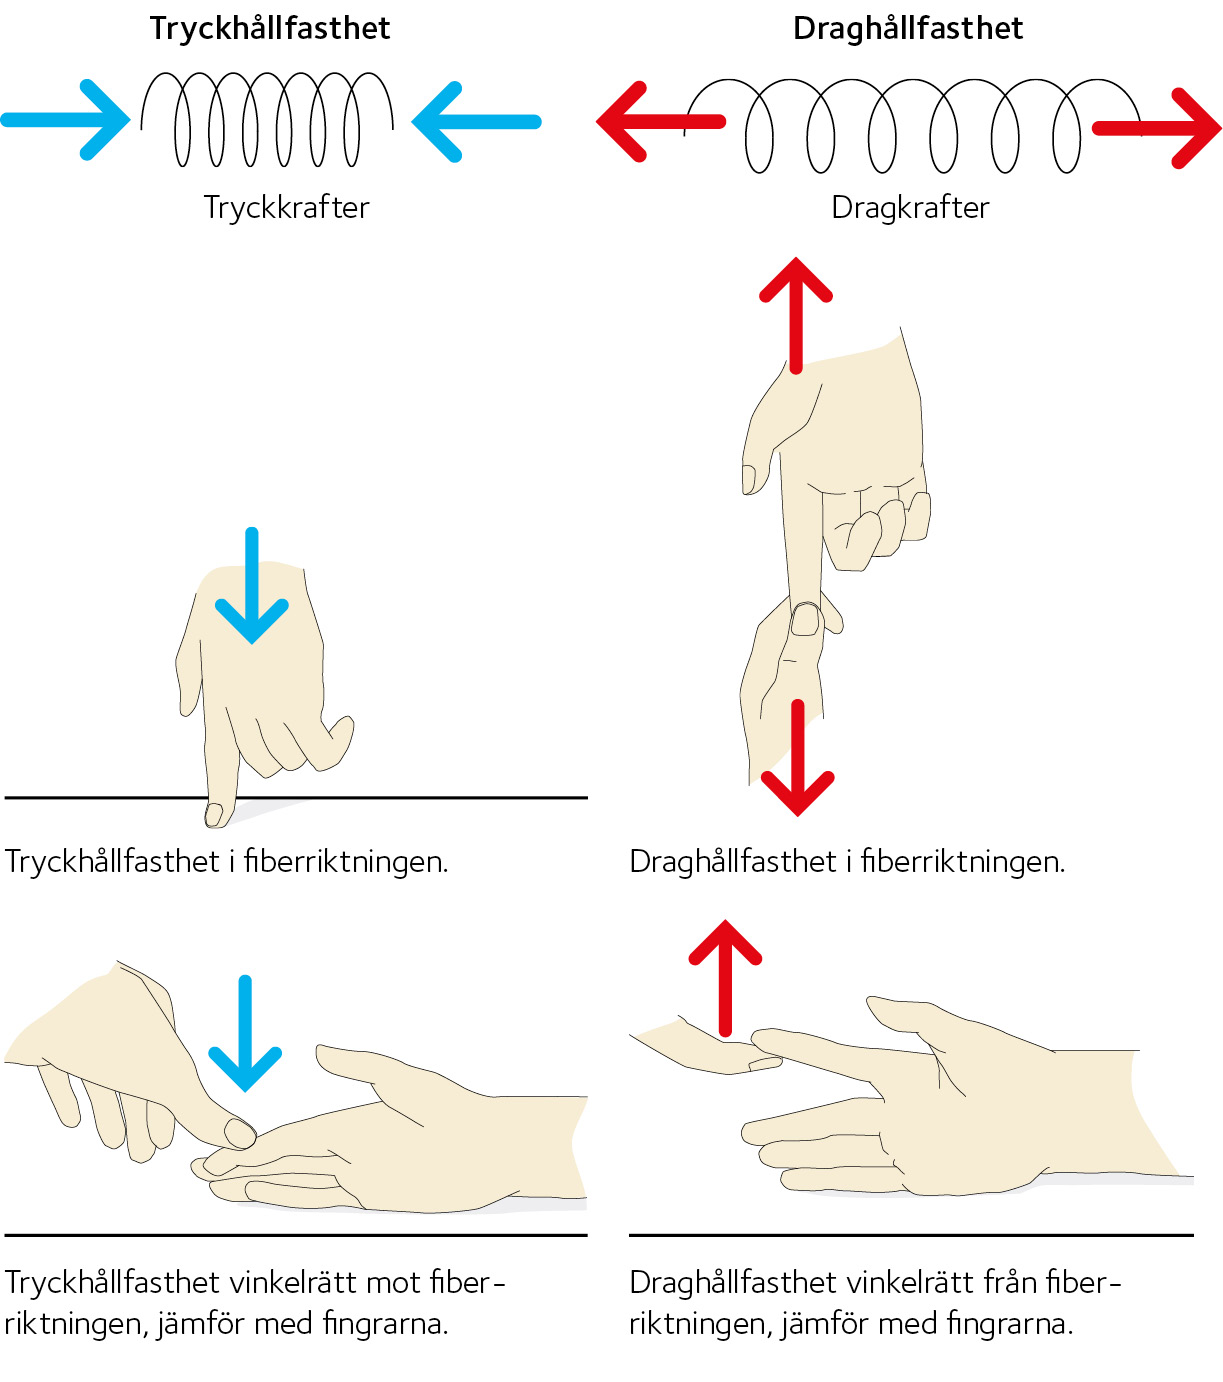 Tryckhållfasthet
Draghållfasthet
Tryckkrafter
Dragkrafter
Tryckhållfasthet i fiberriktningen.
Draghållfasthet i fiberriktningen.
Tryckhållfasthet vinkelrätt mot fiber-
riktningen, jämför med fingrarna.
Draghållfasthet vinkelrätt från fiber-
riktningen, jämför med fingrarna.